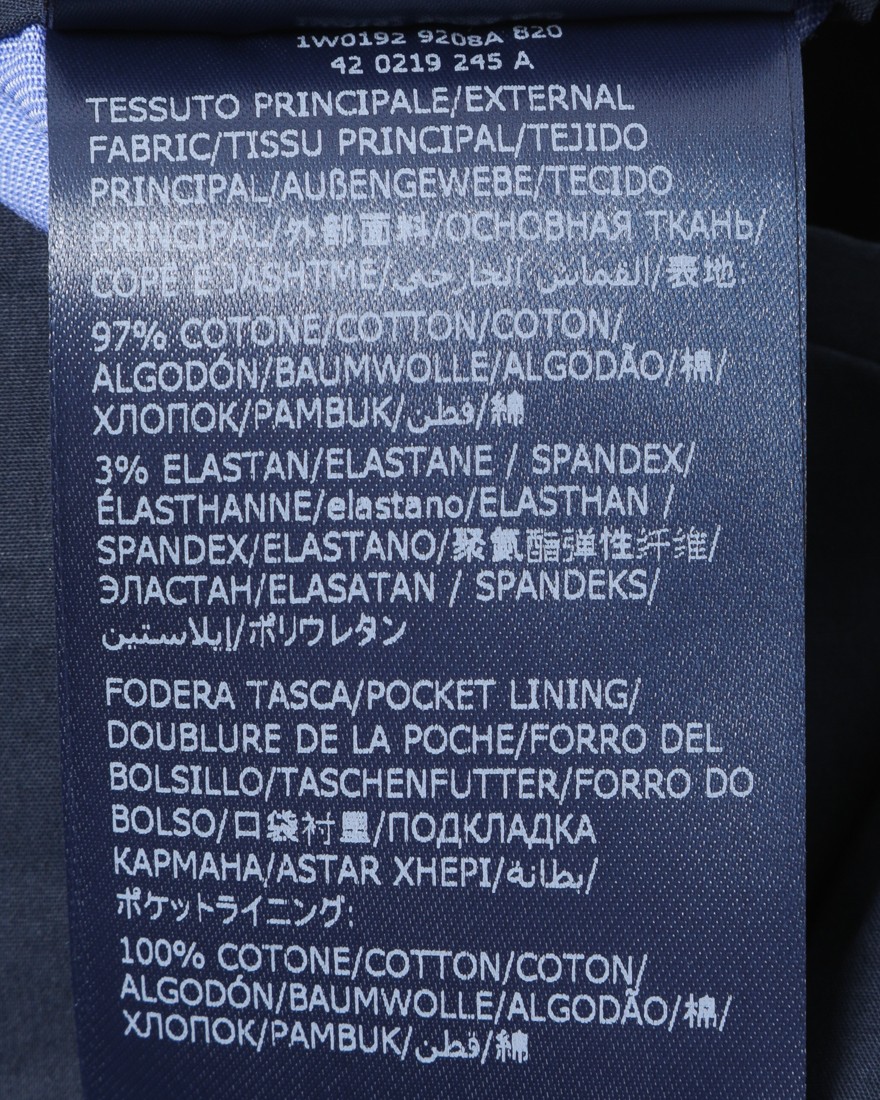 1W0192 9208A 820
42 0219 245 A
TESSUTO PRINCIPALE/EXTERNAL
FABRIC/TISSU PRINCIPAL/TEJIDO
PRINCIPAL/AUßENGEWEBE/TECIDO
PRINCIPAL/外部面料/ОСНОВНАЯ ТКАНЬ/
COPË E JASHTME/القماش الخارجي/表地:
97% COTONE/COTTON/COTON/
ALGODÓN/BAUMWOLLE/ALGODÃO/棉/
ХЛОПОК/PAMBUK/قطن/綿
3% ELASTAN/ELASTANE / SPANDEX/
ÉLASTHANNE/elastano/ELASTHAN /
SPANDEX/ELASTANO/聚氨酯弹性纤维/
ЭЛАСТАН/ELASATAN / SPANDEKS/
إيلاستين/ポリウレタン
FODERA TASCA/POCKET LINING/
DOUBLURE DE LA POCHE/FORRO DEL
BOLSILLO/TASCHENFUTTER/FORRO DO
BOLSO/口袋衬里/ПОДКЛАДКА
КАРМАНА/ASTAR XHEPI/بطانة/
ポケットライニング:
100% COTONE/COTTON/COTON/
ALGODÓN/BAUMWOLLE/ALGODÃO/棉/
ХЛОПОК/PAMBUK/قطن/綿